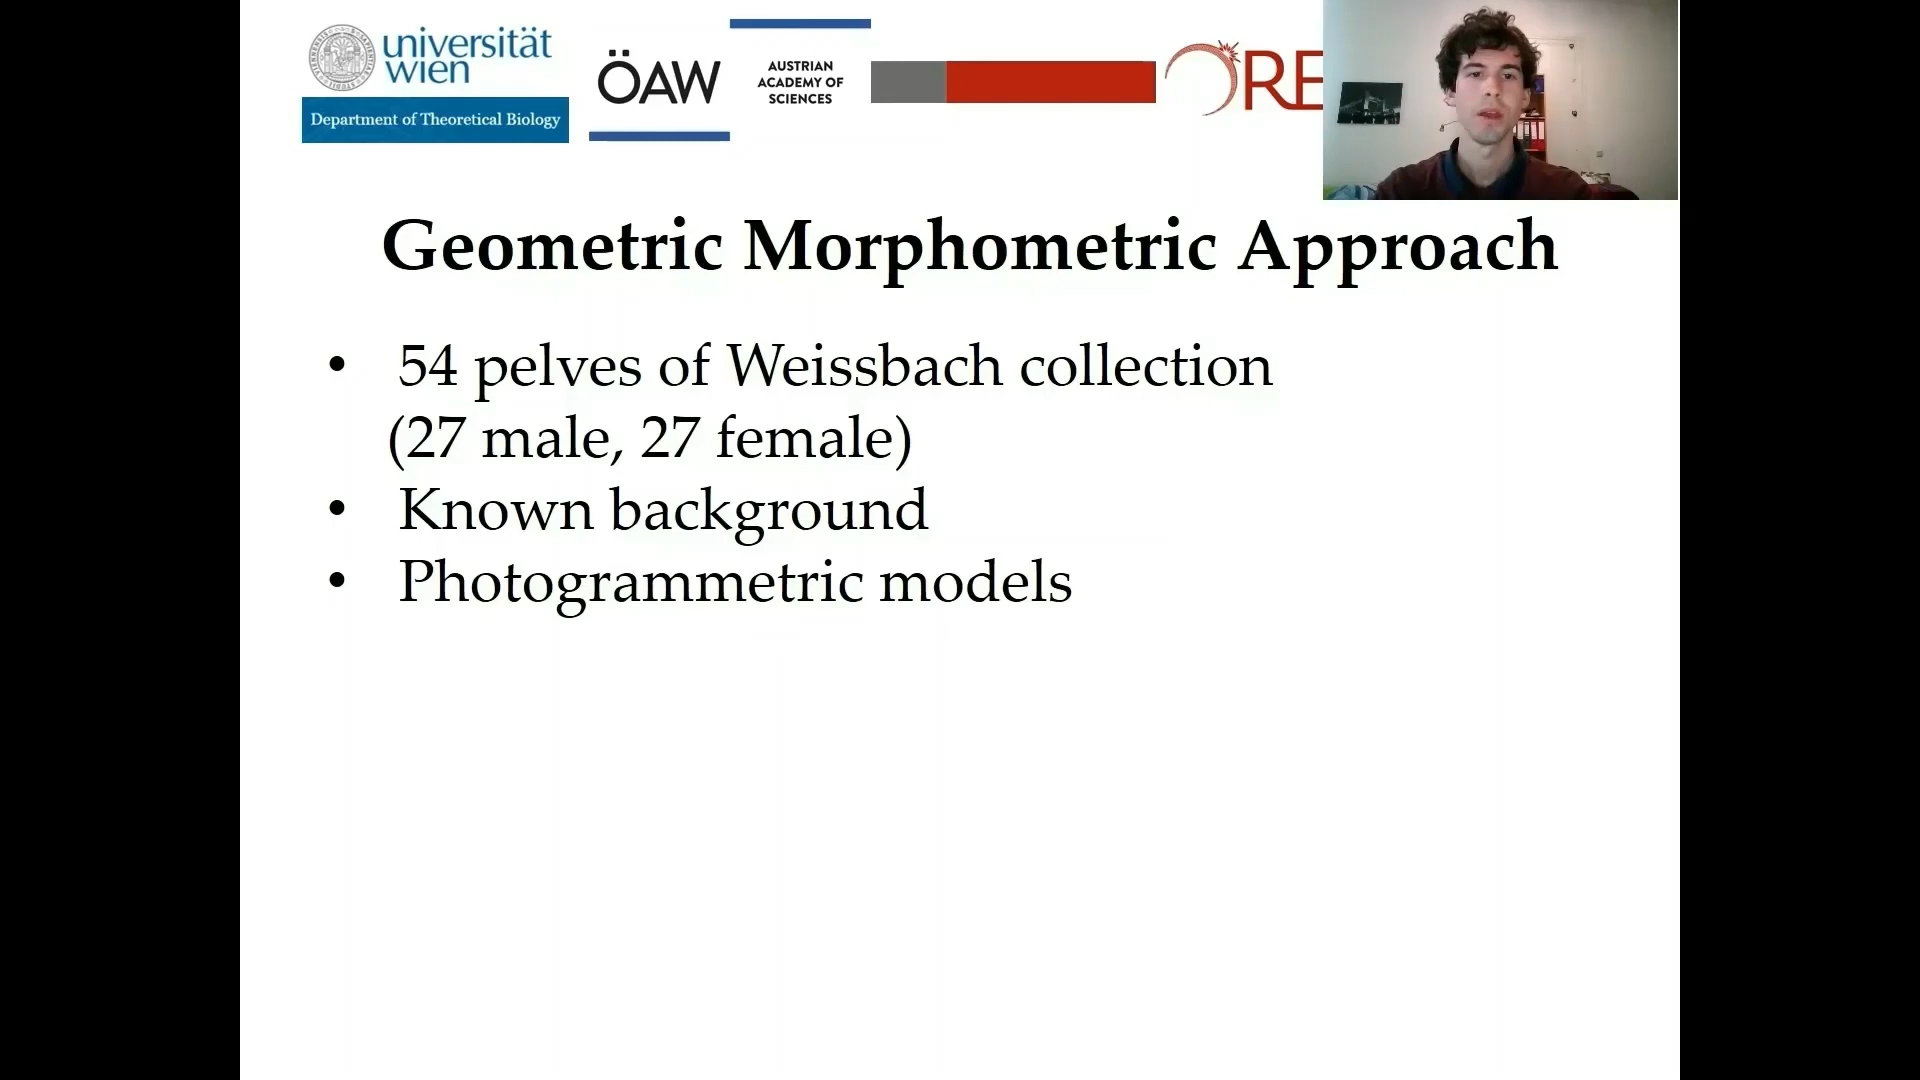 universität
wien
Department of Theoretical Biology
ÖAW
AUSTRIAN
ACADEMY OF
SCIENCES
ORE
Geometric Morphometric Approach
• 54 pelves of Weissbach collection
(27 male, 27 female)
• Known background
• Photogrammetric models